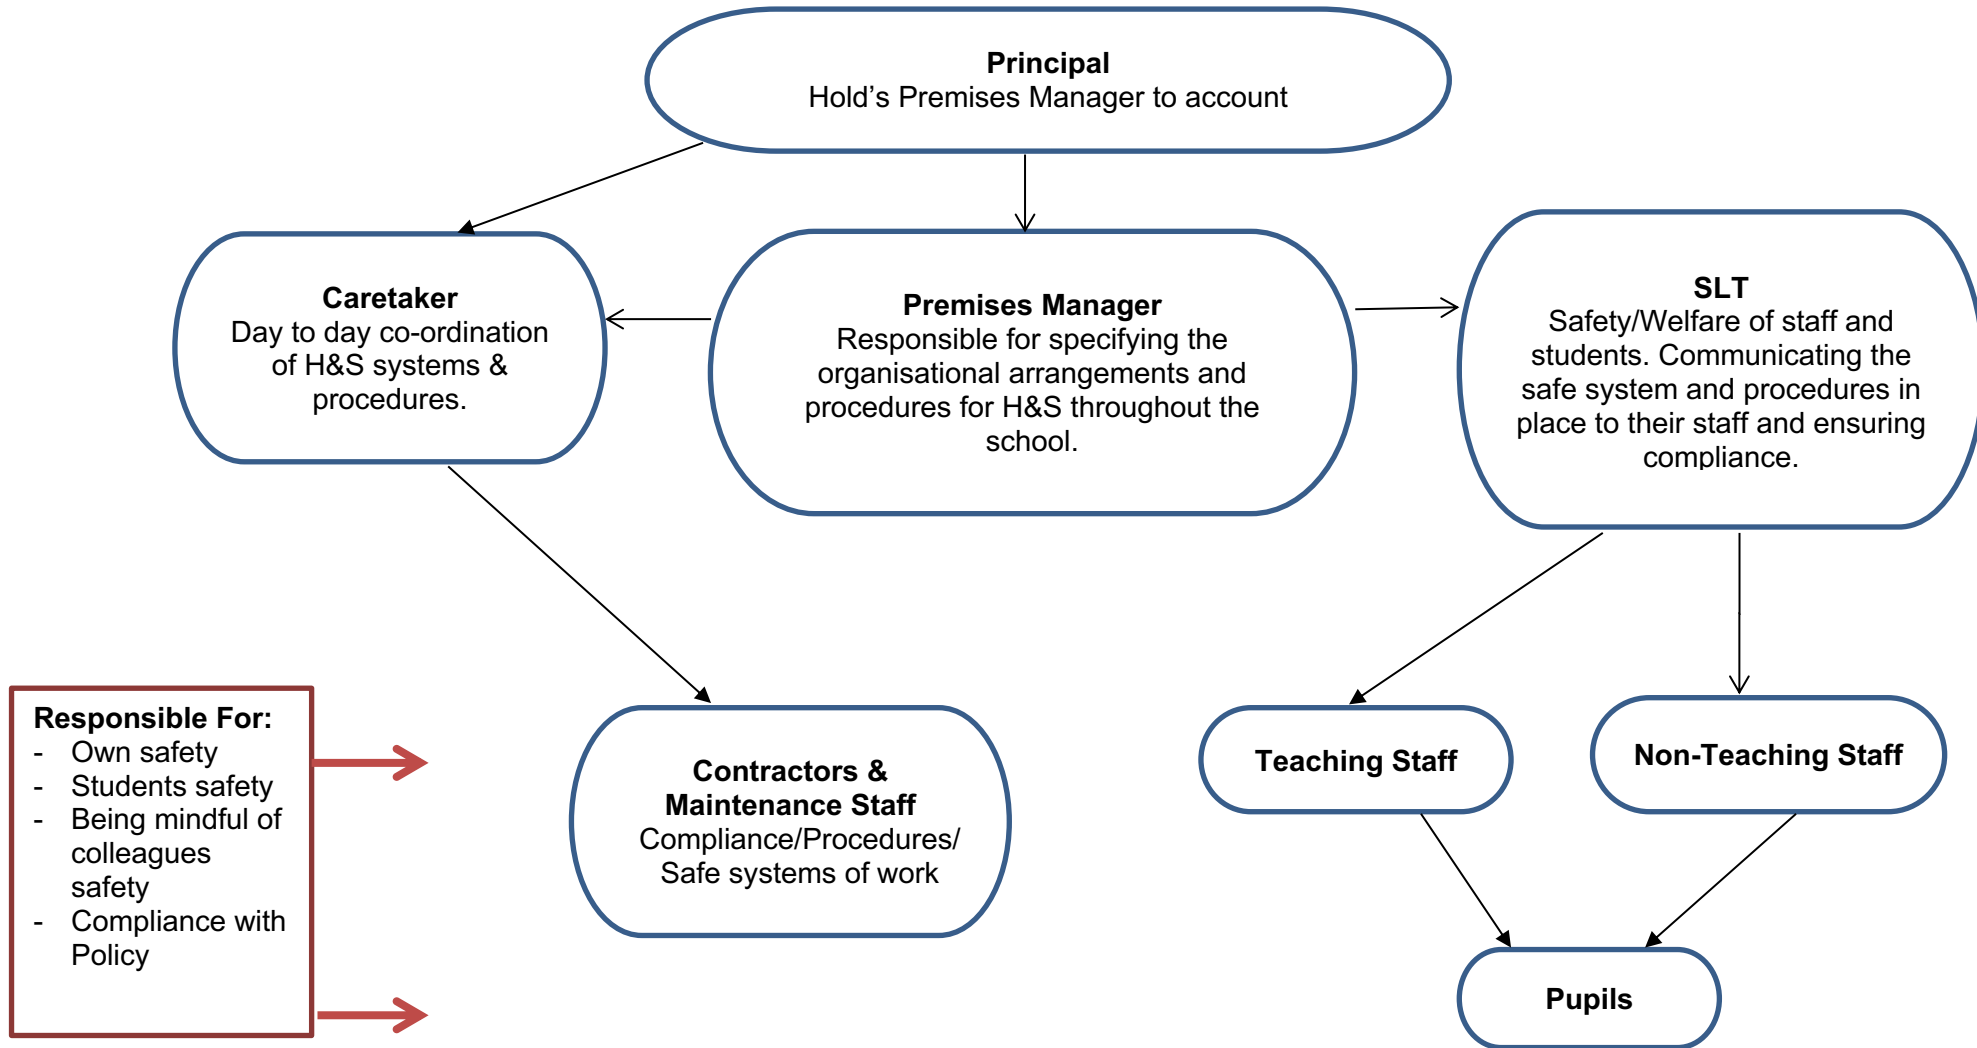 Principal
Hold’s Premises Manager to account
Caretaker
Day to day co-ordination
of H&S systems &
procedures.
Premises Manager
Responsible for specifying the
organisational arrangements and
procedures for H&S throughout the
school.
SLT
Safety/Welfare of staff and
students. Communicating the
safe system and procedures in
place to their staff and ensuring
compliance.
Responsible For:
- Own safety
- Students safety
- Being mindful of
colleagues
safety
- Compliance with
Policy
Contractors &
Maintenance Staff
Compliance/Procedures/
Safe systems of work
Teaching Staff
Non-Teaching Staff
Pupils